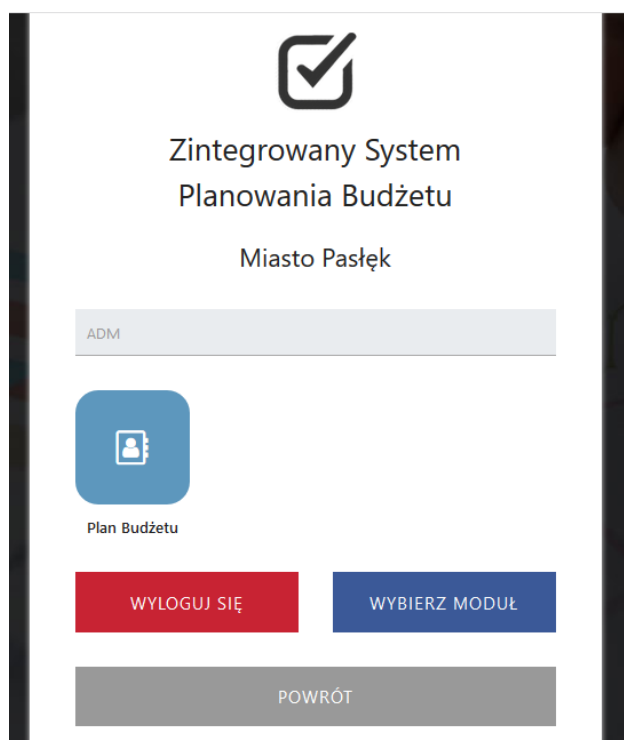 Zintegrowany System
Planowania Budżetu
Miasto Pasłęk
ADM
Plan Budżetu
WYLOGUJ SIĘ
WYBIERZ MODUŁ
POWRÓT